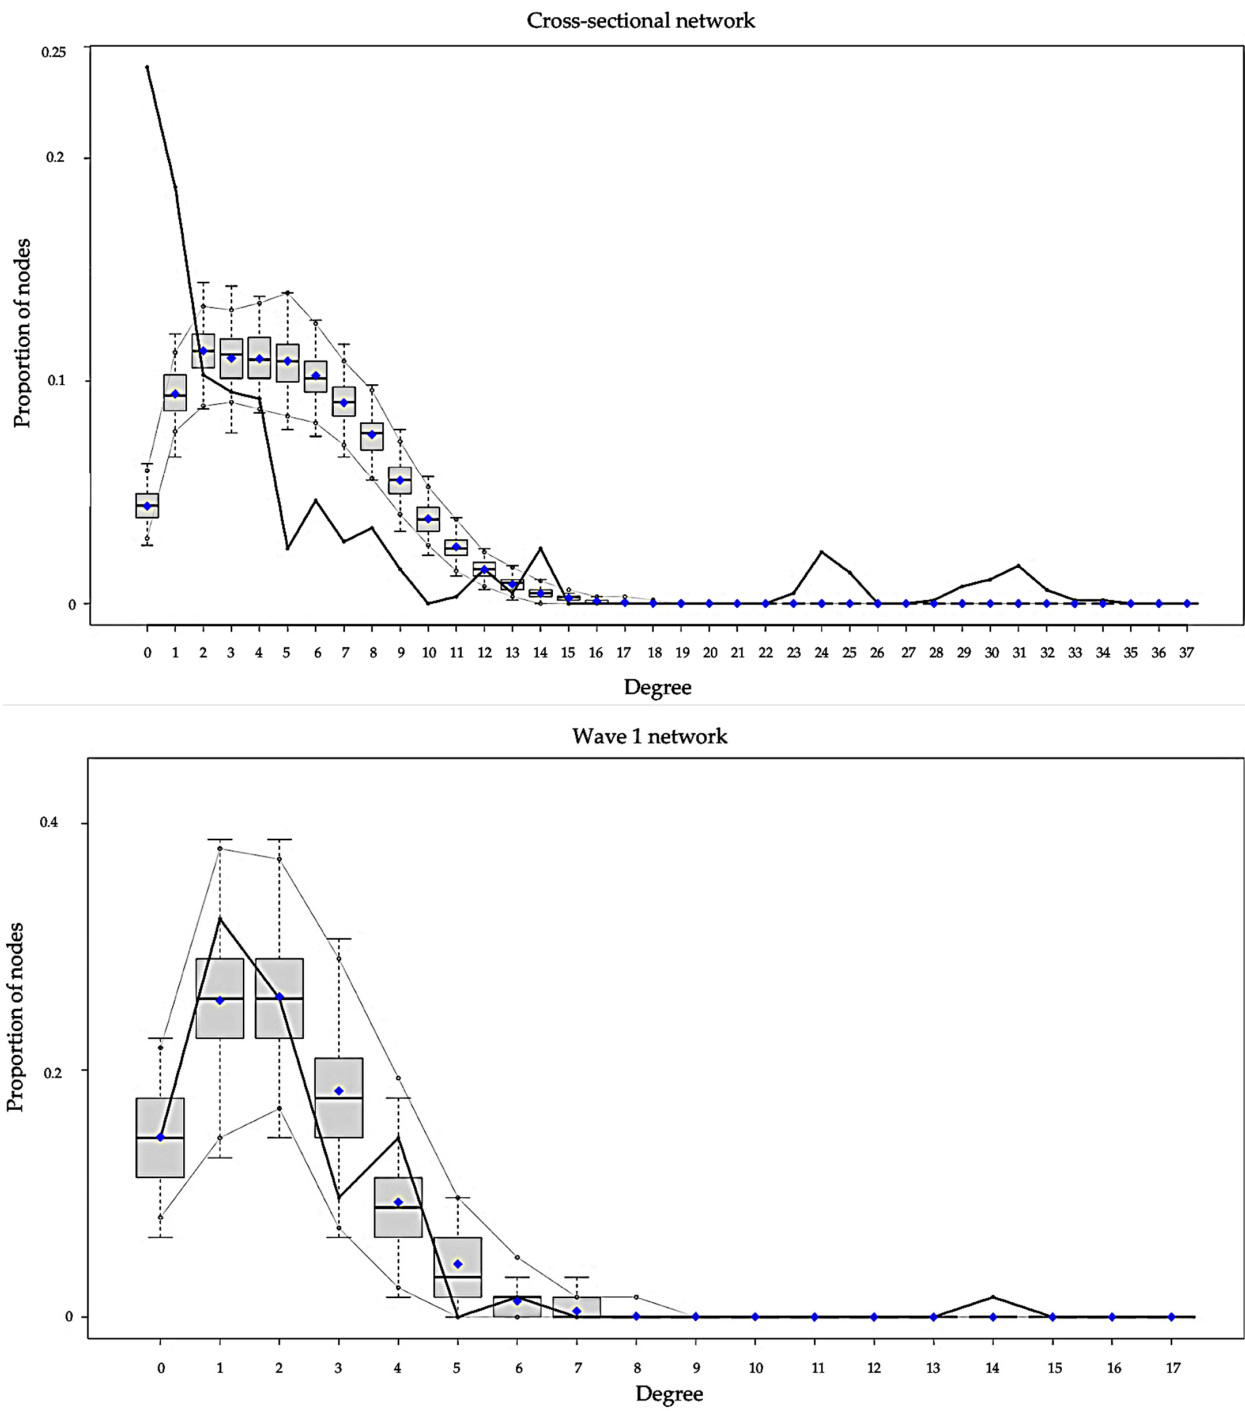 Cross-sectional network
0.25
0.2
0.1
0
Proportion of nodes
0 1 2 3 4 5 6 7 8 9 10 11 12 13 14 15 16 17 18 19 20 21 22 23 24 25 26 27 28 29 30 31 32 33 34 35 36 37
Degree
Wave 1 network
0.4
0.2
0
Proportion of nodes
0 1 2 3 4 5 6 7 8 9 10 11 12 13 14 15 16 17
Degree